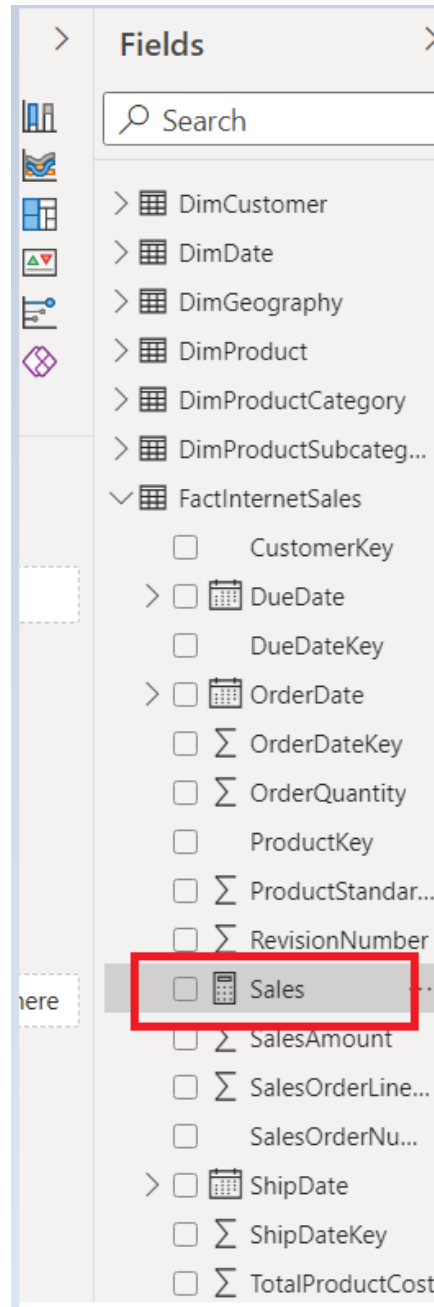 Fields
Search
DimCustomer
DimDate
DimGeography
DimProduct
DimProductCategory
DimProductSubcateg...
FactInternetSales
CustomerKey
DueDate
DueDateKey
OrderDate
OrderDateKey
OrderQuantity
ProductKey
ProductStandar...
RevisionNumber
here
Sales
SalesAmount
SalesOrderLine...
SalesOrderNu...
ShipDate
ShipDateKey
TotalProductCost